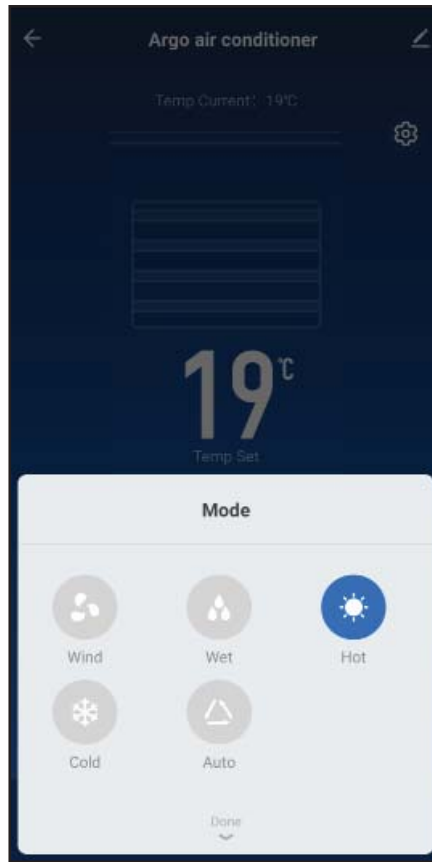 Argo air conditioner
Temp Current: 19℃
19℃
Temp Set
Mode
Wind Wet Hot
Cold Auto
Done